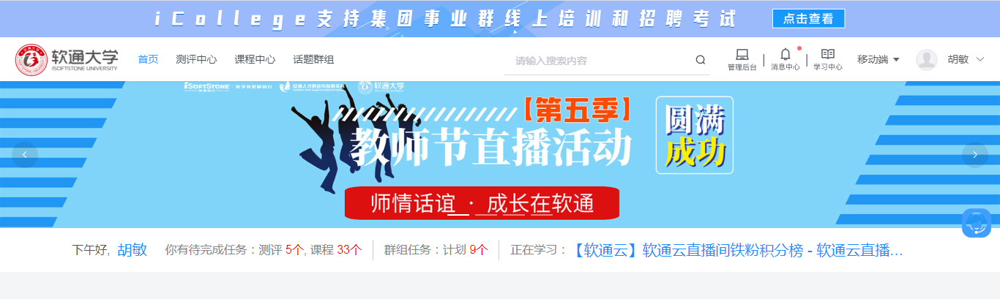 iCollege支持集团事业群线上培训和招聘考试
点击查看
软通大学
ISOFTSTONE UNIVERSITY
首页 测评中心 课程中心 话题群组
请输入搜索内容
管理后台 消息中心 学习中心
移动端 胡敏
iSOFTSTONE
软通大学
【第五季】
教师节直播活动
圆满
成功
师情话谊 · 成长在软通
下午好, 胡敏 你有待完成任务：测评 5个, 课程 33个 群组任务：计划 9个 正在学习： 【软通云】软通云直播间铁粉积分榜 - 软通云直播...